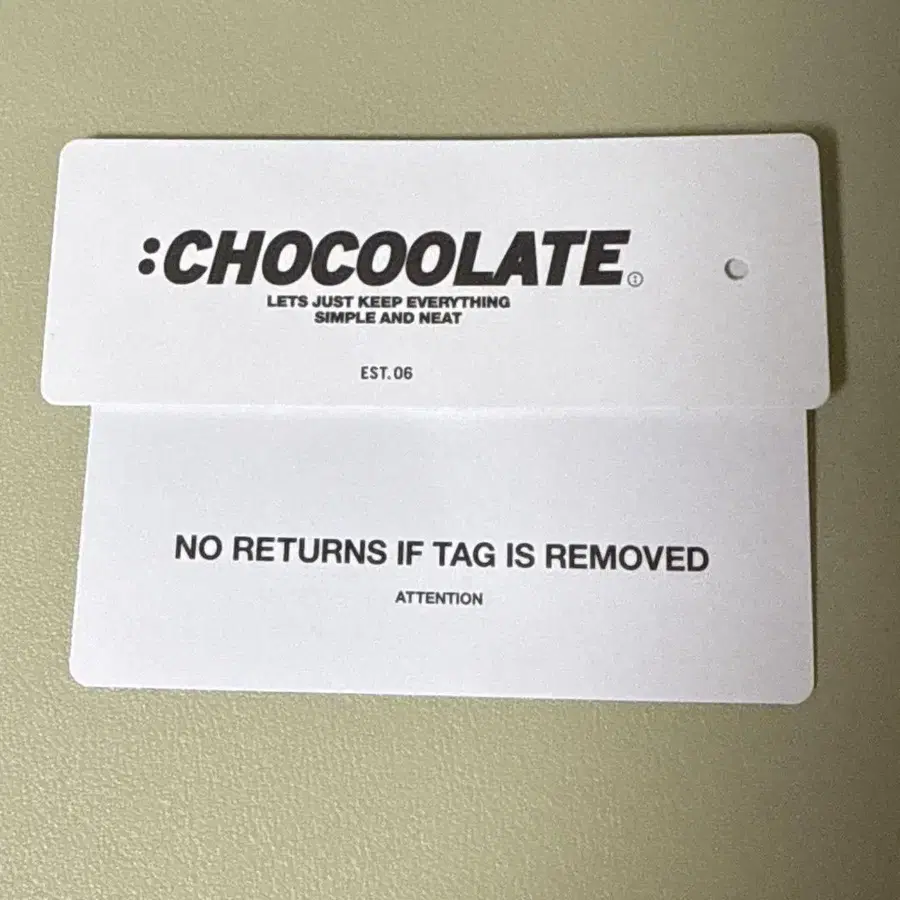 :CHOCOOLATE
LETS JUST KEEP EVERYTHING
SIMPLE AND NEAT
EST. 06
NO RETURNS IF TAG IS REMOVED
ATTENTION